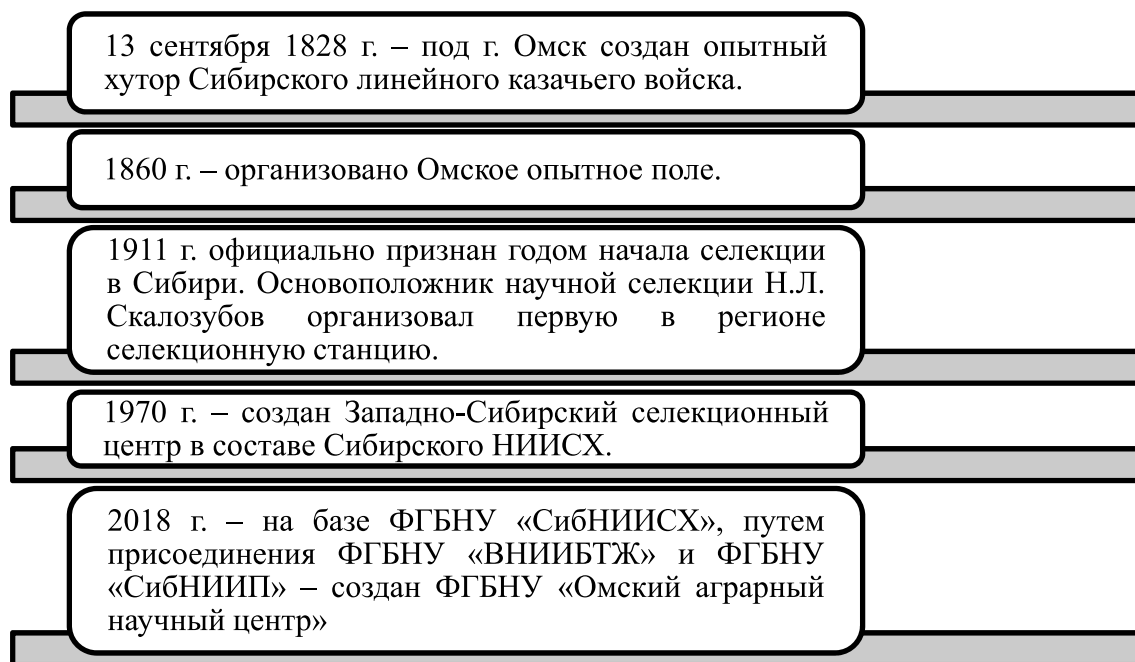 13 сентября 1828 г. – под г. Омск создан опытный
хутор Сибирского линейного казачьего войска.
1860 г. – организовано Омское опытное поле.
1911 г. официально признан годом начала селекции
в Сибири. Основоположник научной селекции Н.Л.
Скалозубов организовал первую в регионе
селекционную станцию.
1970 г. – создан Западно-Сибирский селекционный
центр в составе Сибирского НИИСХ.
2018 г. – на базе ФГБНУ «СибНИИСХ», путем
присоединения ФГБНУ «ВНИИБТЖ» и ФГБНУ
«СибНИИП» – создан ФГБНУ «Омский аграрный
научный центр»